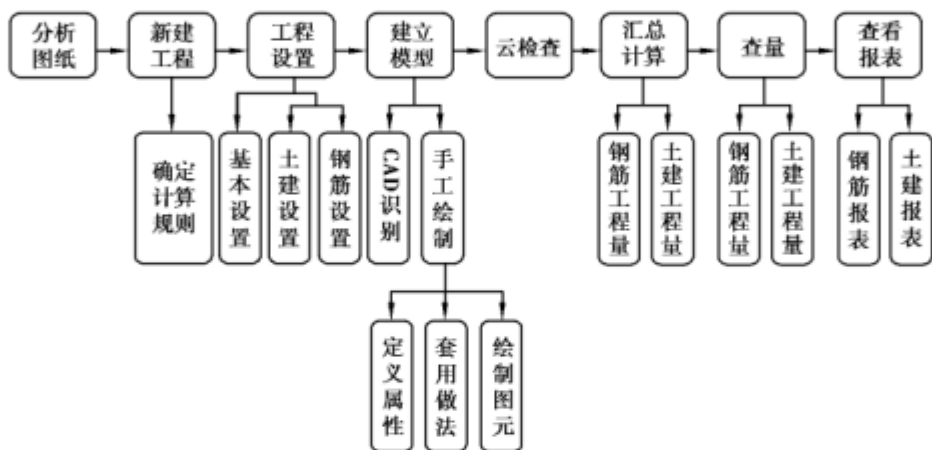 分析
图纸
新建
工程
工程
设置
建立
模型
云检查
汇总
计算
查量
查看
报表
确定
计算
规则
基本设置
土建设置
钢筋设置
CAD识别
手工绘制
钢筋工程量
土建工程量
钢筋工程量
土建工程量
钢筋报表
土建报表
定义属性
套用做法
绘制图元